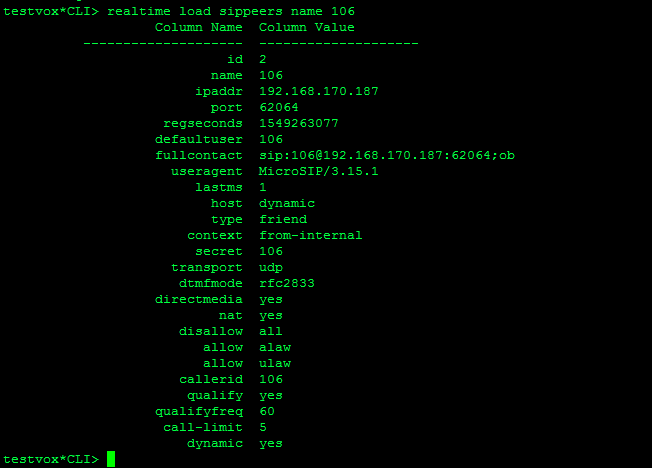 testvox*CLI> realtime load sippeers name 106
Column Name  Column Value
--------------------  --------------------
id  2
name  106
ipaddr  192.168.170.187
port  62064
regseconds  1549263077
defaultuser  106
fullcontact  sip:106@192.168.170.187:62064;ob
useragent  MicroSIP/3.15.1
lastms  1
host  dynamic
type  friend
context  from-internal
secret  106
transport  udp
dtmfmode  rfc2833
directmedia  yes
nat  yes
disallow  all
allow  alaw
allow  ulaw
callerid  106
qualify  yes
qualifyfreq  60
call-limit  5
dynamic  yes
testvox*CLI>